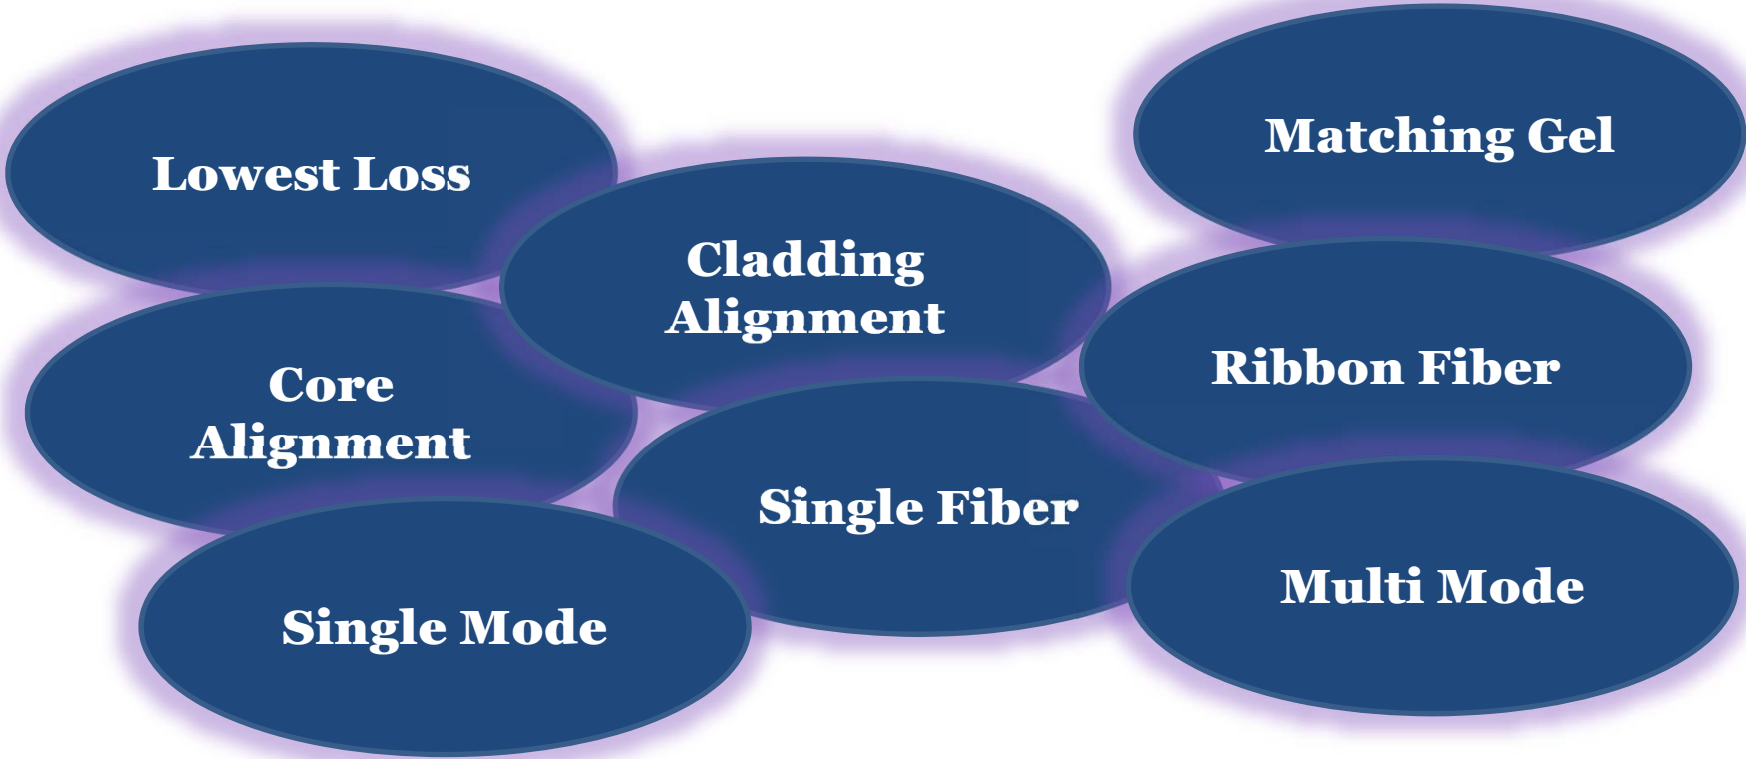 Lowest Loss
Matching Gel
Cladding
Alignment
Core
Alignment
Ribbon Fiber
Single Fiber
Single Mode
Multi Mode